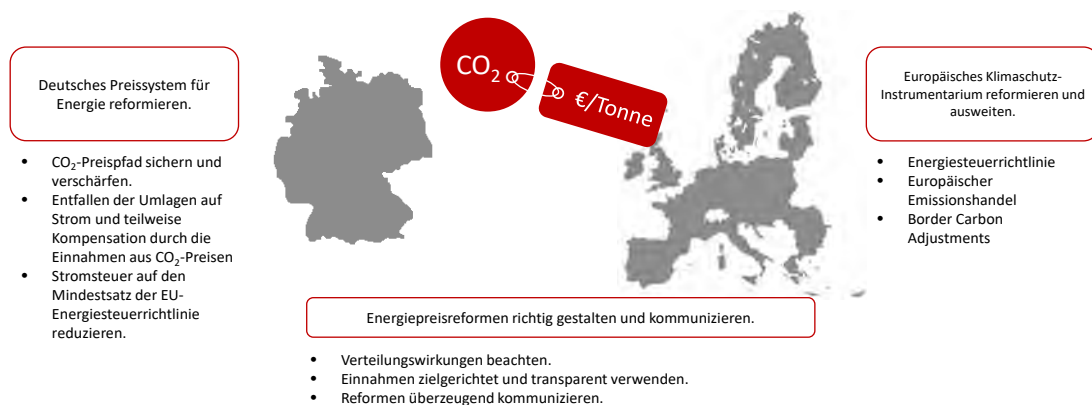 Deutsches Preissystem für
Energie reformieren.
CO₂-Preispfad sichern und
verschärfen.
Entfallen der Umlagen auf
Strom und teilweise
Kompensation durch die
Einnahmen aus CO₂-Preisen
Stromsteuer auf den
Mindestsatz der EU-
Energiesteuerrichtlinie
reduzieren.
CO₂
€/Tonne
Europäisches Klimaschutz-
Instrumentarium reformieren und
ausweiten.
Energiesteuerrichtlinie
Europäischer
Emissionshandel
Border Carbon
Adjustments
Energiepreisreformen richtig gestalten und kommunizieren.
Verteilungswirkungen beachten.
Einnahmen zielgerichtet und transparent verwenden.
Reformen überzeugend kommunizieren.